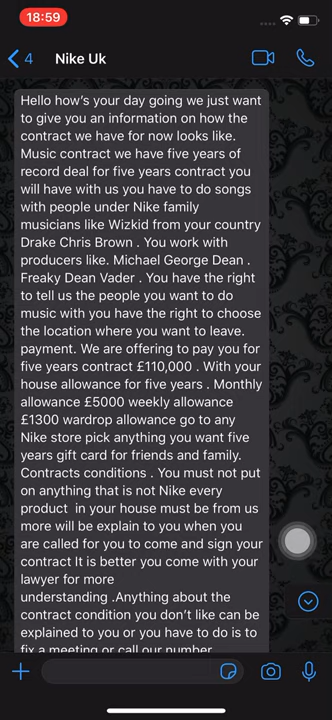 18:59
4
Nike Uk
Hello how's your day going we just want
to give you an information on how the
contract we have for now looks like.
Music contract we have five years of
record deal for five years contract you
will have with us you have to do songs
with people under Nike family
musicians like Wizkid from your country
Drake Chris Brown . You work with
producers like. Michael George Dean .
Freaky Dean Vader . You have the right
to tell us the people you want to do
music with you have the right to choose
the location where you want to leave.
payment. We are offering to pay you for
five years contract £110,000 . With your
house allowance for five years . Monthly
allowance £5000 weekly allowance
£1300 wardrop allowance go to any
Nike store pick anything you want five
years gift card for friends and family.
Contracts conditions . You must not put
on anything that is not Nike every
product  in your house must be from us
more will be explain to you when you
are called for you to come and sign your
contract It is better you come with your
lawyer for more
understanding .Anything about the
contract condition you don't like can be
explained to you or you have to do is to
fix a meeting or call our number